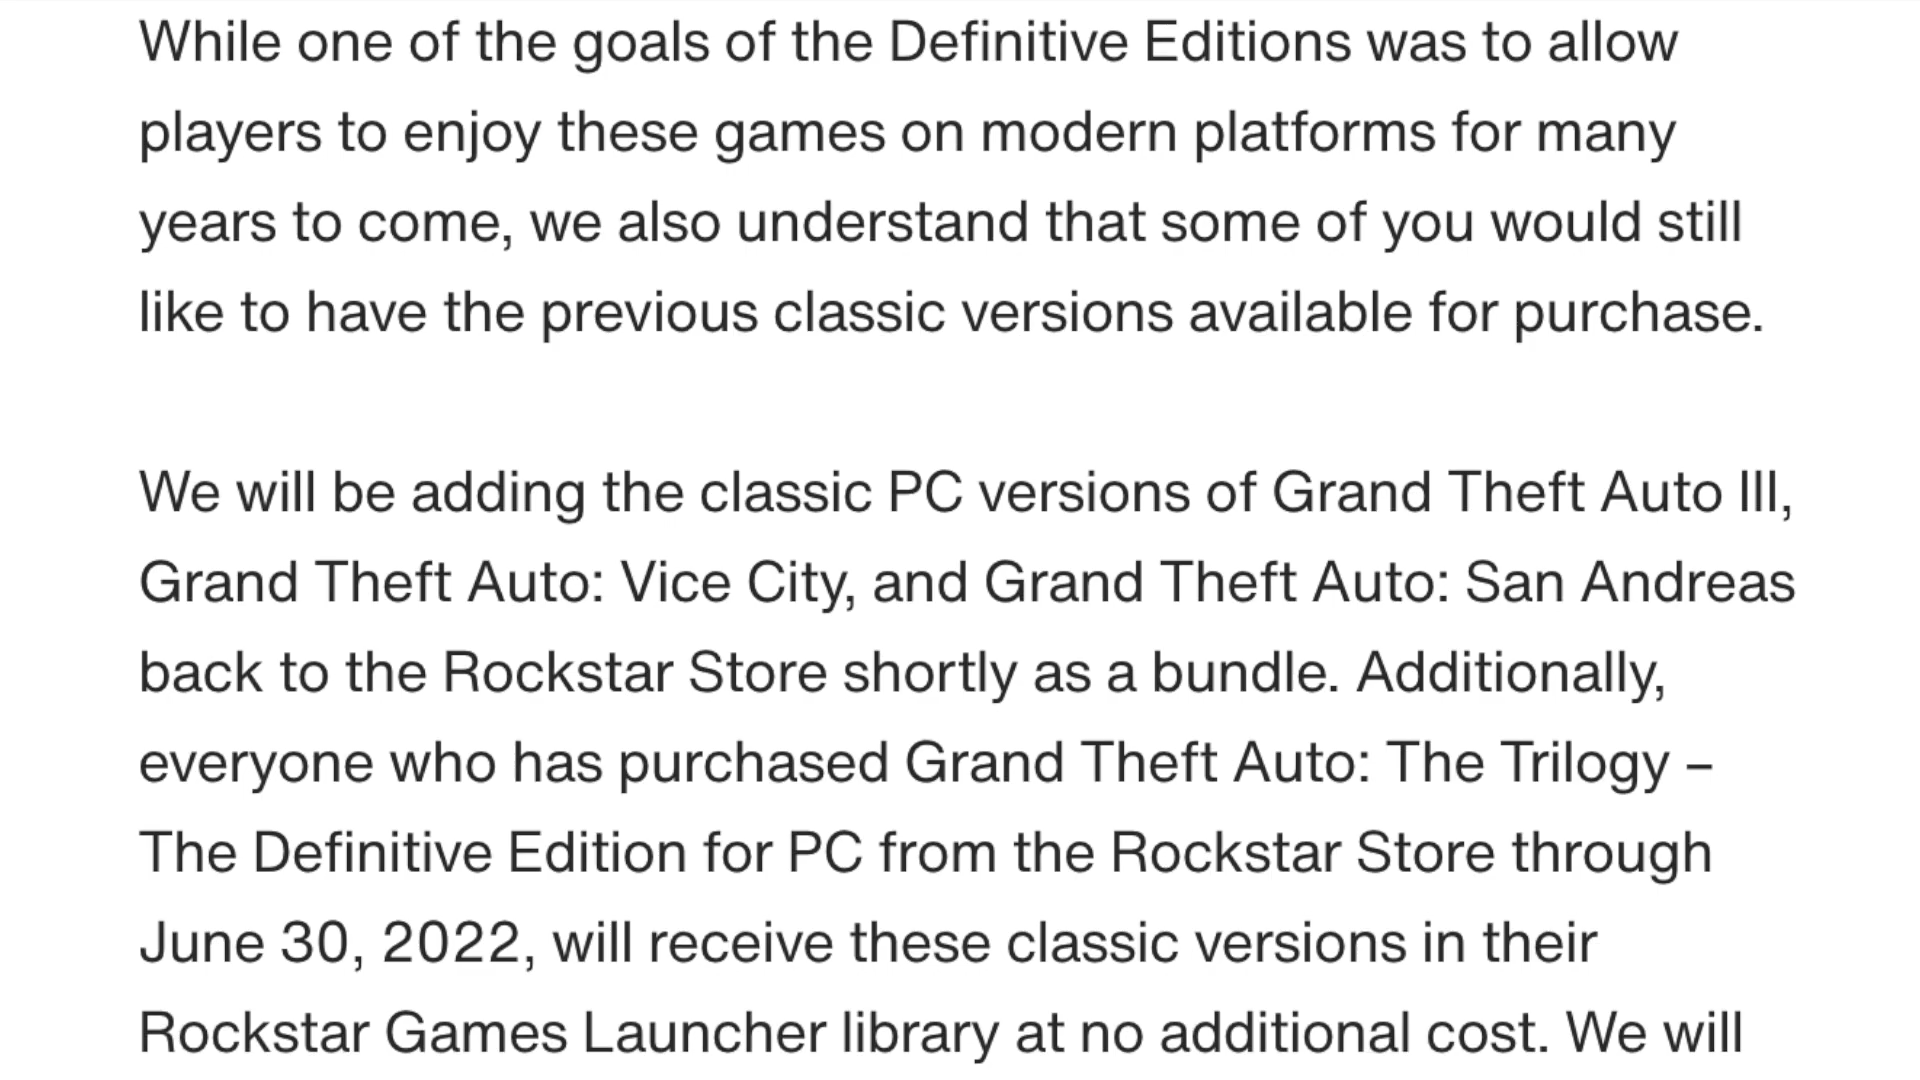 While one of the goals of the Definitive Editions was to allow
players to enjoy these games on modern platforms for many
years to come, we also understand that some of you would still
like to have the previous classic versions available for purchase.
We will be adding the classic PC versions of Grand Theft Auto III,
Grand Theft Auto: Vice City, and Grand Theft Auto: San Andreas
back to the Rockstar Store shortly as a bundle. Additionally,
everyone who has purchased Grand Theft Auto: The Trilogy –
The Definitive Edition for PC from the Rockstar Store through
June 30, 2022, will receive these classic versions in their
Rockstar Games Launcher library at no additional cost. We will